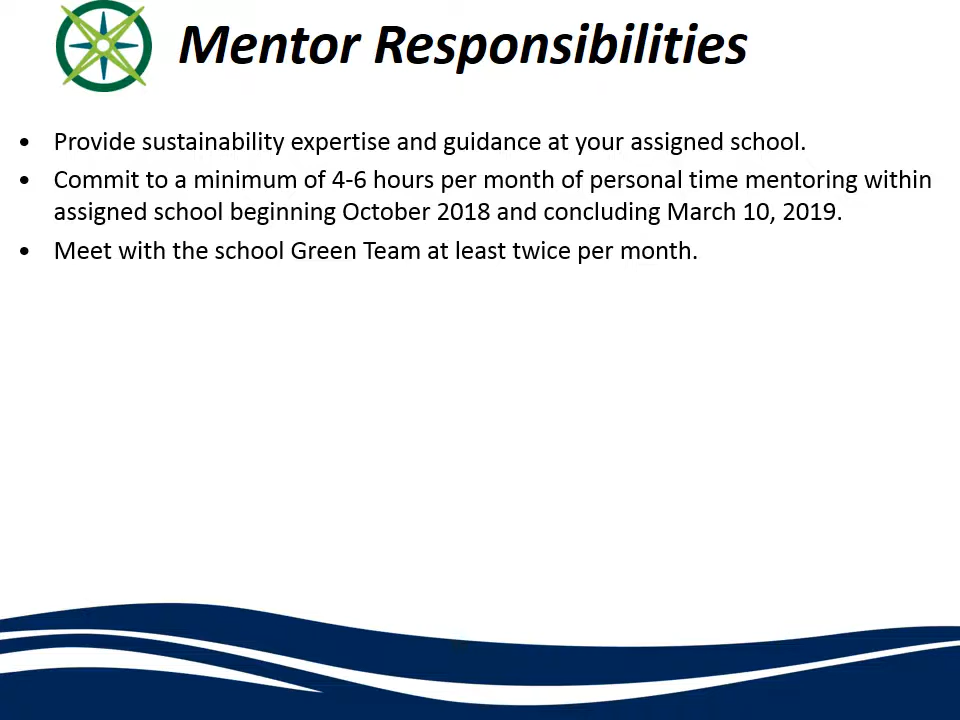 Mentor Responsibilities
• Provide sustainability expertise and guidance at your assigned school.
• Commit to a minimum of 4-6 hours per month of personal time mentoring within
assigned school beginning October 2018 and concluding March 10, 2019.
• Meet with the school Green Team at least twice per month.